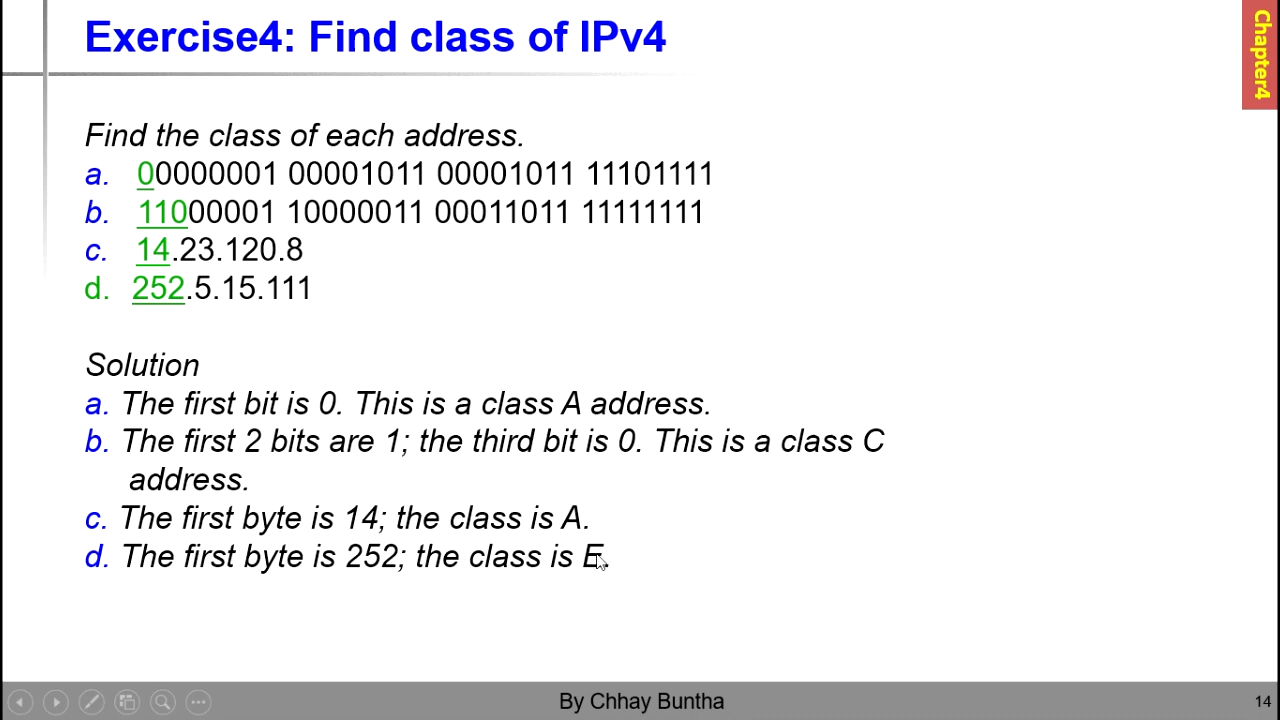 Exercise4: Find class of IPv4
Chapter4
Find the class of each address.
a. 00000001 00001011 00001011 11101111
b. 11000001 10000011 00011011 11111111
c. 14.23.120.8
d. 252.5.15.111
Solution
a. The first bit is 0. This is a class A address.
b. The first 2 bits are 1; the third bit is 0. This is a class C
address.
c. The first byte is 14; the class is A.
d. The first byte is 252; the class is E.
By Chhay Buntha
14